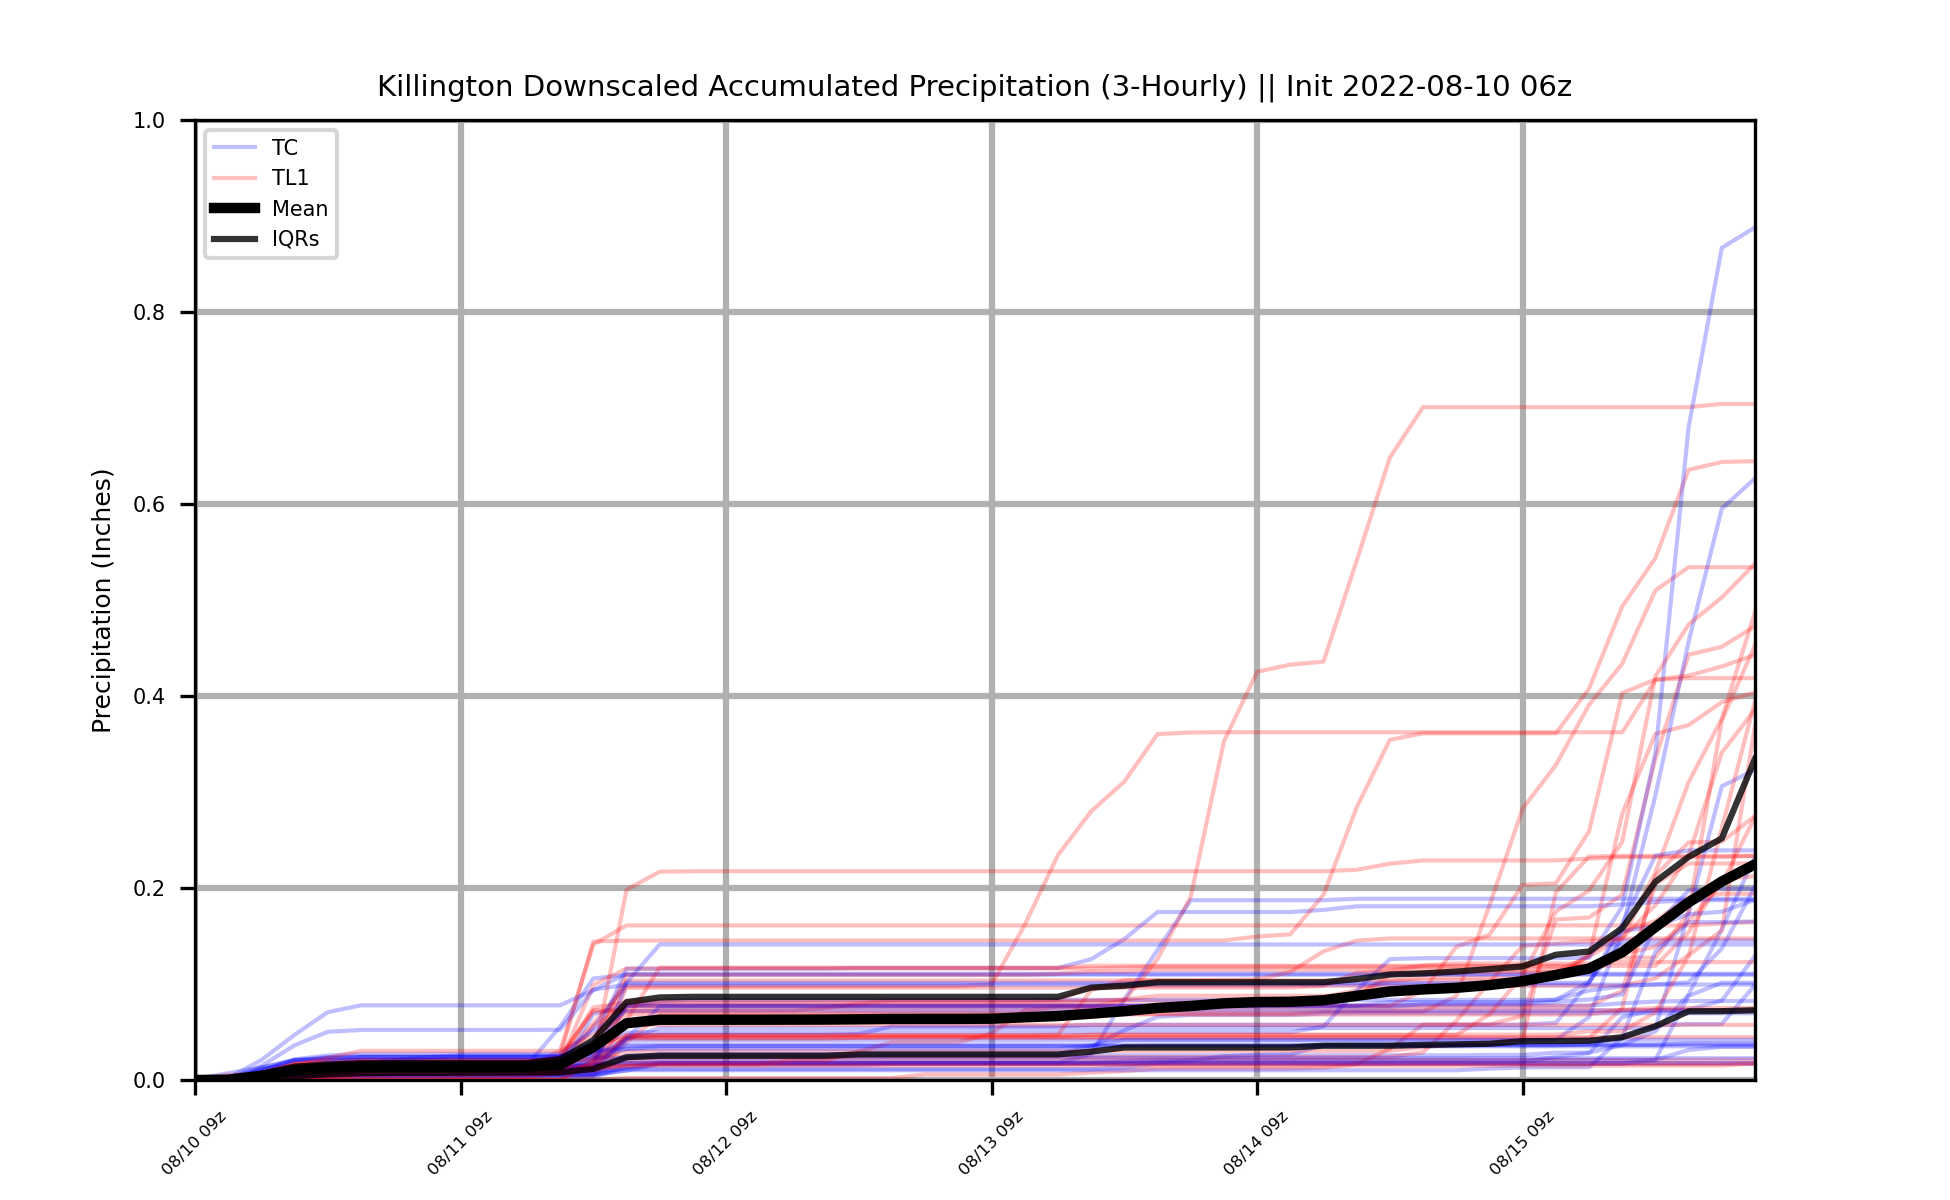 Killington Downscaled Accumulated Precipitation (3-Hourly) || Init 2022-08-10 06z
1.0
0.8
0.6
0.4
0.2
0.0
Precipitation (Inches)
TC
TL1
Mean
IQRs
08/10 09z
08/11 09z
08/12 09z
08/13 09z
08/14 09z
08/15 09z